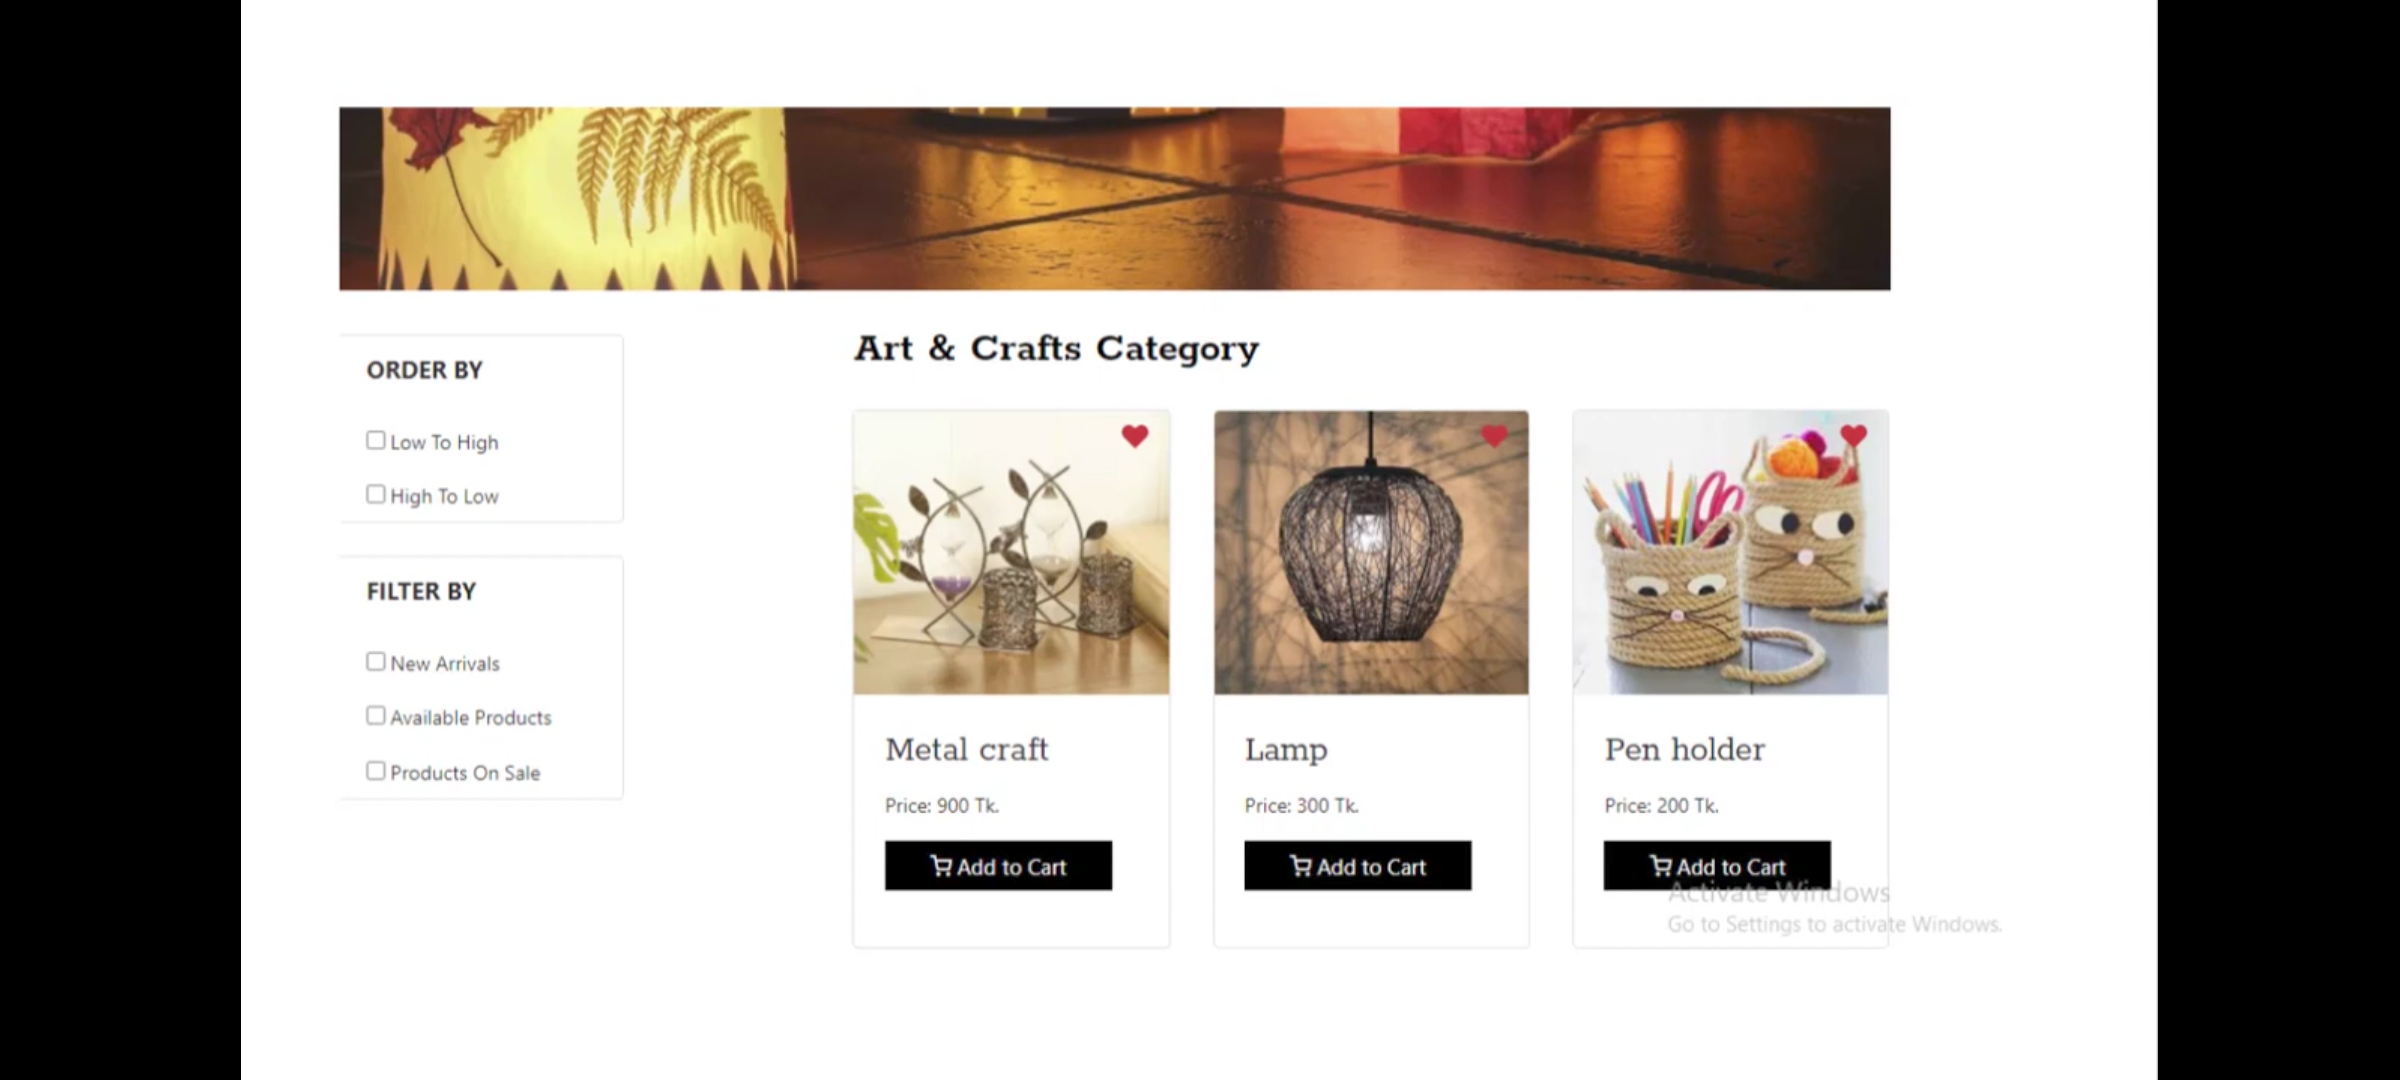 Art & Crafts Category
ORDER BY
Low To High
High To Low
FILTER BY
New Arrivals
Available Products
Products On Sale
Metal craft
Price: 900 Tk.
Add to Cart
Lamp
Price: 300 Tk.
Add to Cart
Pen holder
Price: 200 Tk.
Add to Cart
Activate Windows
Go to Settings to activate Windows.